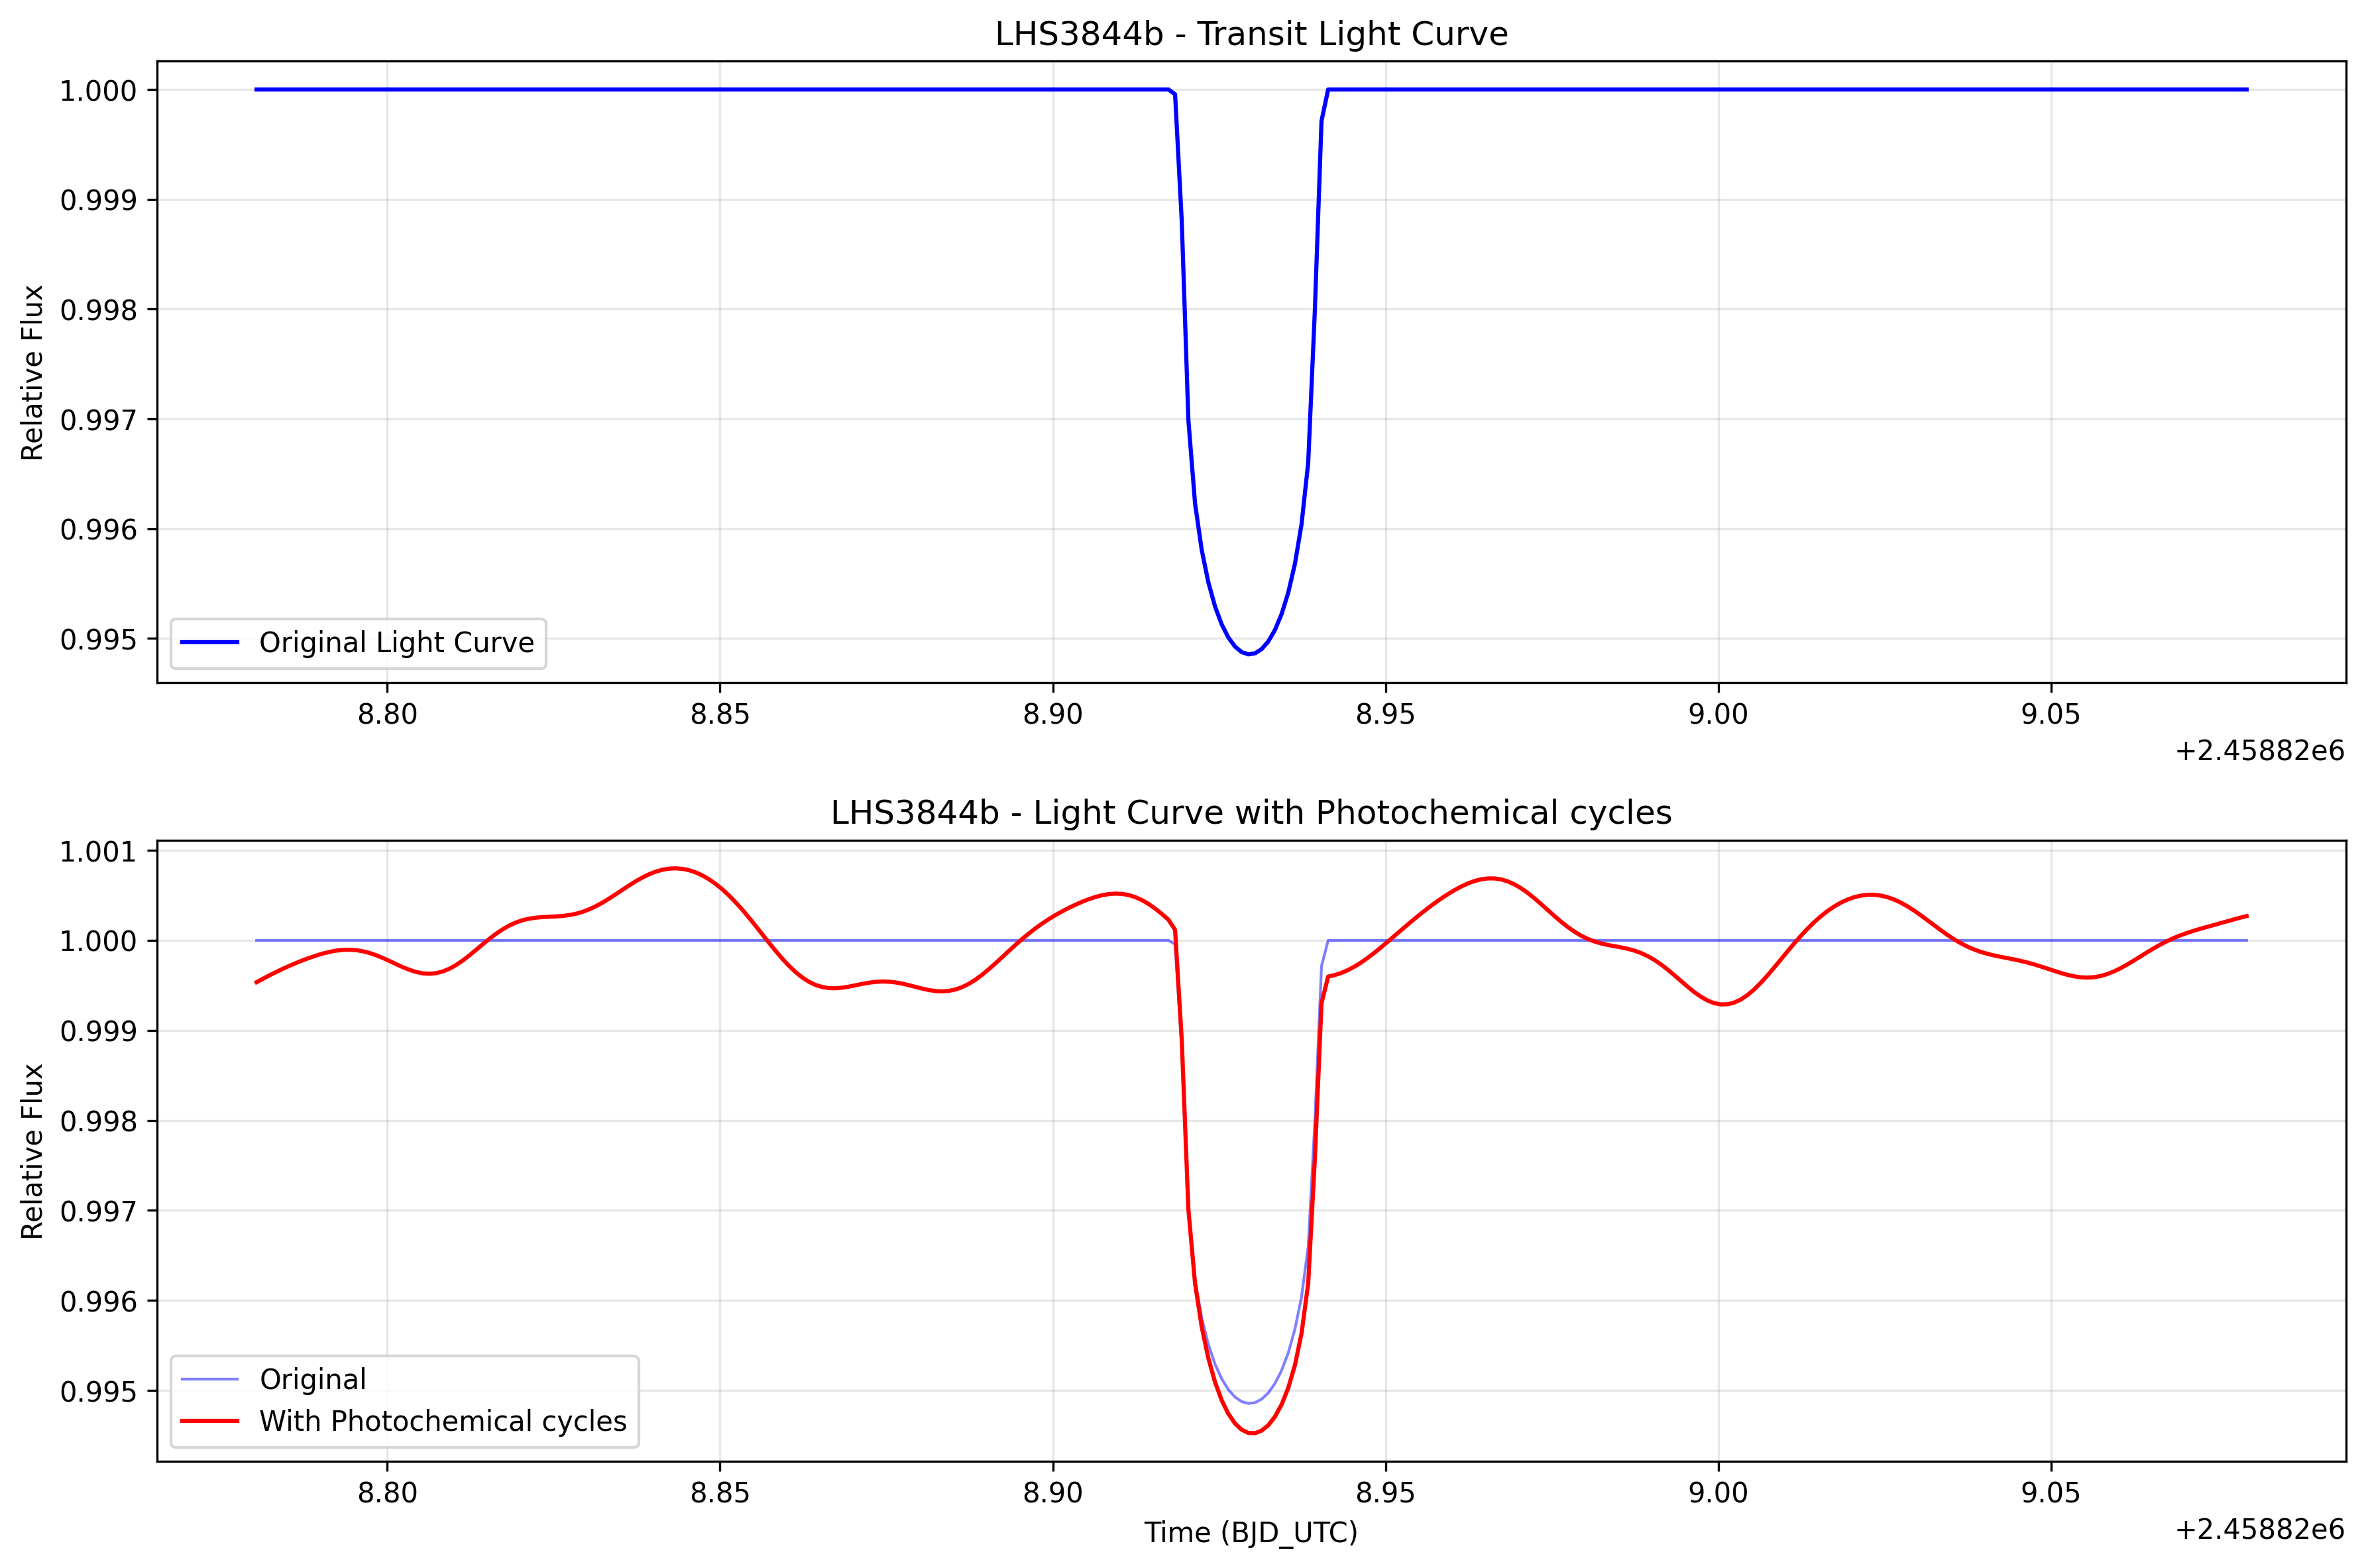 LHS3844b - Transit Light Curve
1.000
0.999
0.998
0.997
0.996
0.995
Relative Flux
Original Light Curve
8.80 8.85 8.90 8.95 9.00 9.05
+2.45882e6
LHS3844b - Light Curve with Photochemical cycles
1.001
1.000
0.999
0.998
0.997
0.996
0.995
Relative Flux
Original
With Photochemical cycles
8.80 8.85 8.90 8.95 9.00 9.05
Time (BJD_UTC)
+2.45882e6